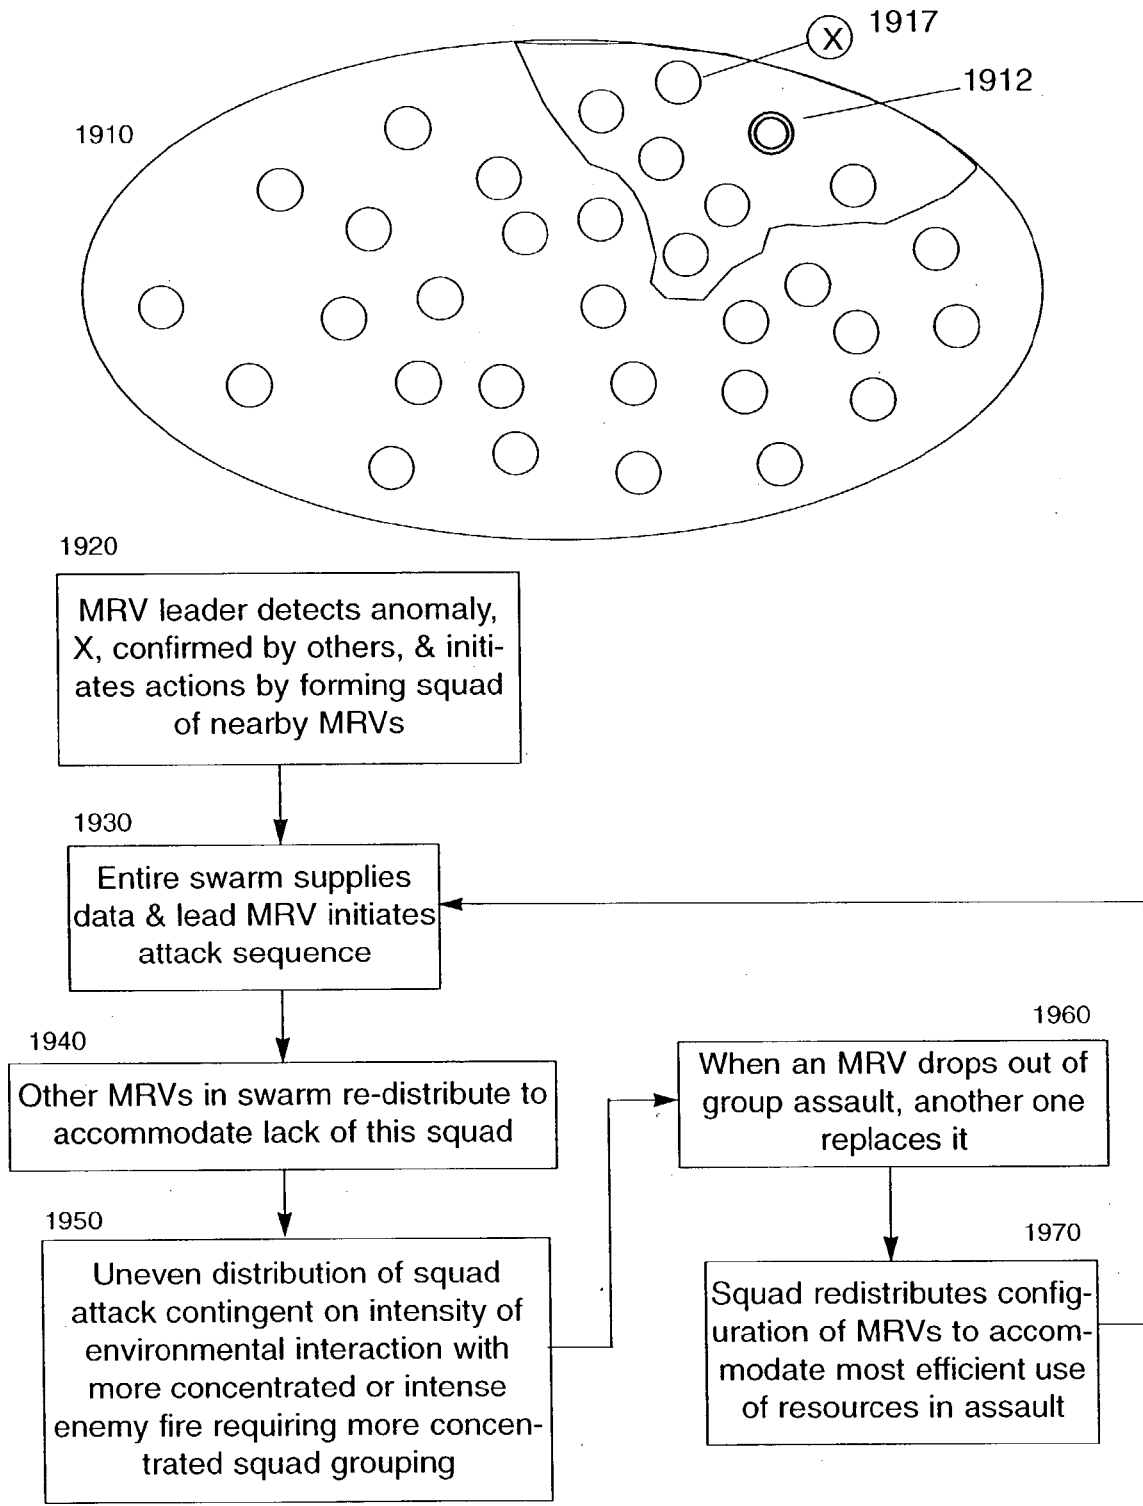 1917
X
1912
1910
1920
MRV leader detects anomaly,
X, confirmed by others, & initi-
ates actions by forming squad
of nearby MRVs
1930
Entire swarm supplies
data & lead MRV initiates
attack sequence
1940
Other MRVs in swarm re-distribute to
accommodate lack of this squad
1950
Uneven distribution of squad
attack contingent on intensity of
environmental interaction with
more concentrated or intense
enemy fire requiring more concen-
trated squad grouping
1960
When an MRV drops out of
group assault, another one
replaces it
1970
Squad redistributes config-
uration of MRVs to accom-
modate most efficient use
of resources in assault